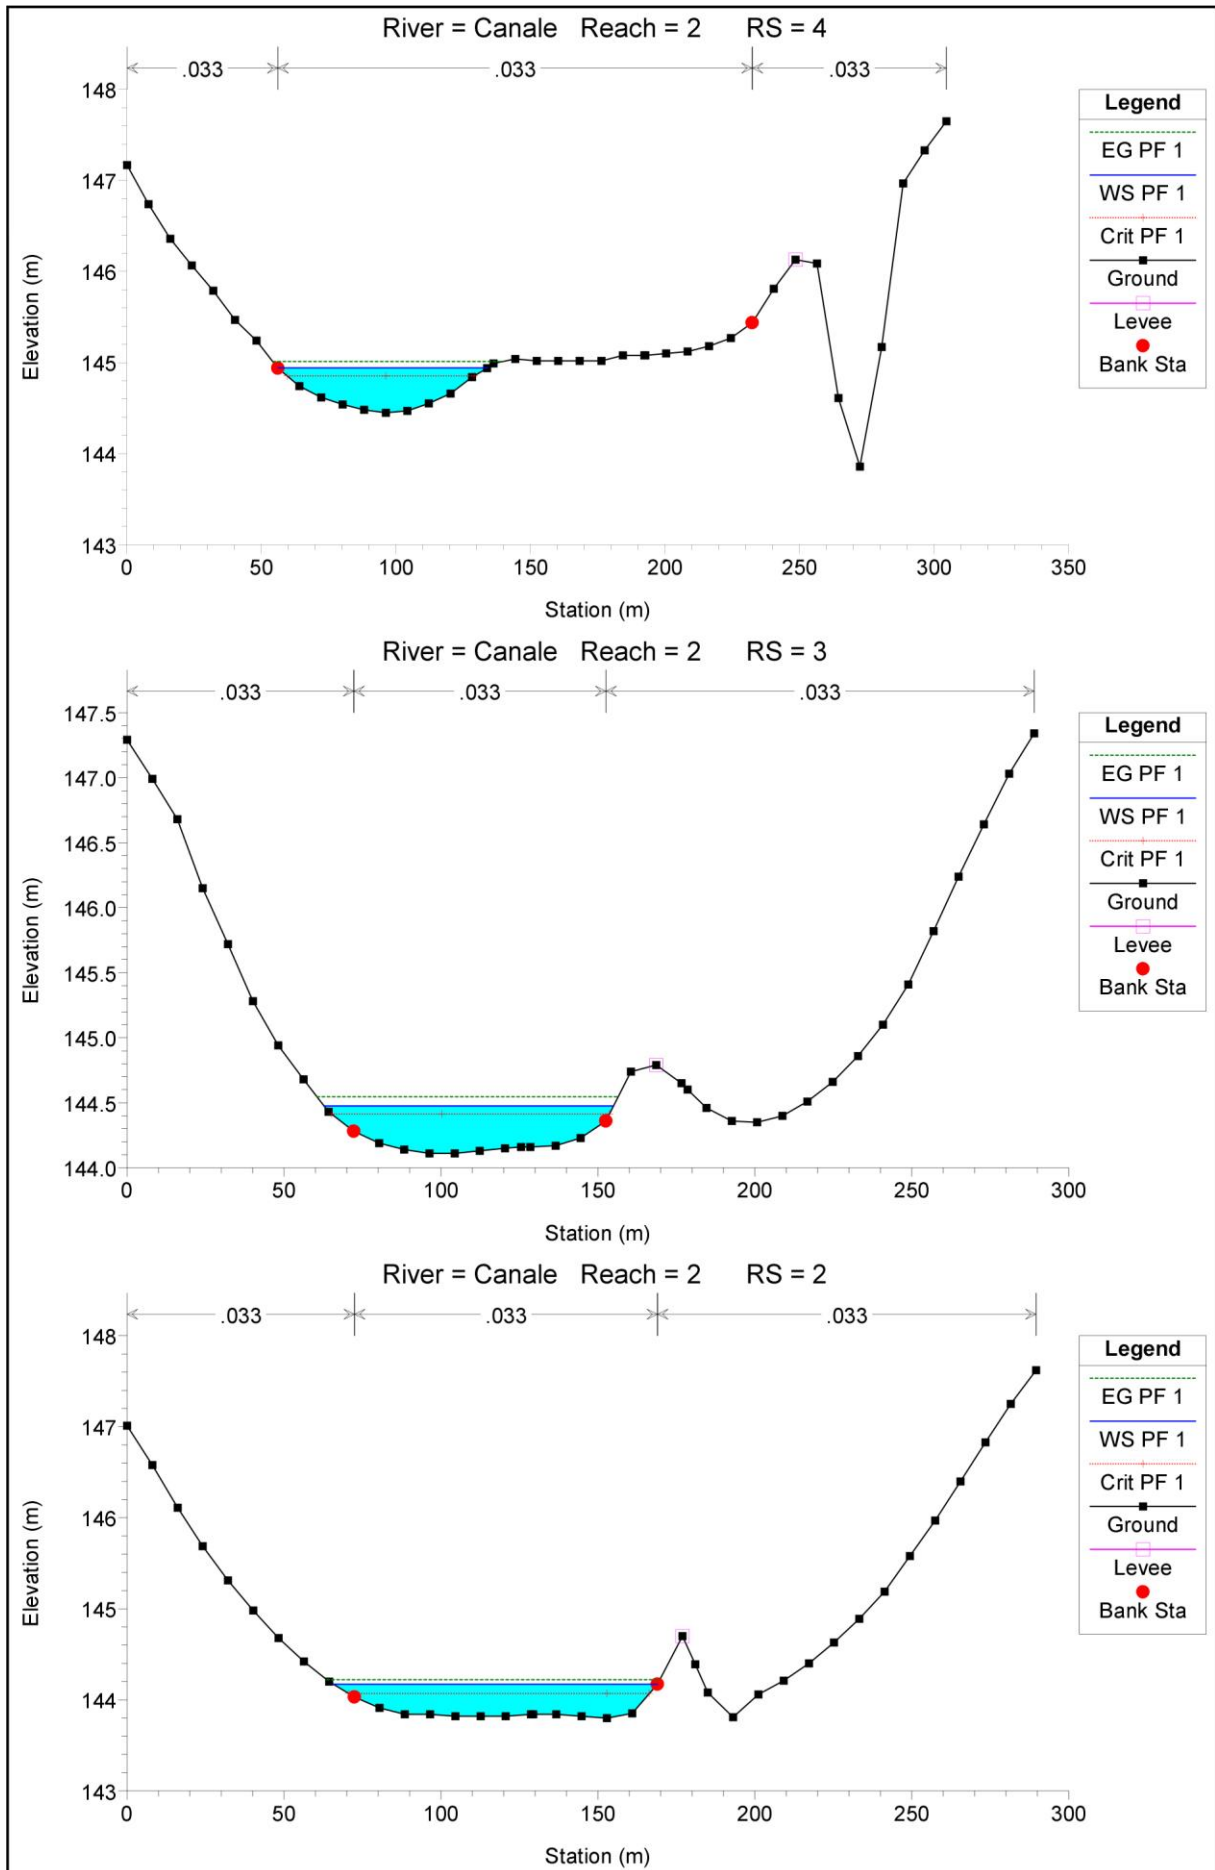 River = Canale Reach = 2 RS = 4
.033 .033 .033
148
147
146
145
144
143
Elevation (m)
0 50 100 150 200 250 300 350
Station (m)
Legend
EG PF 1
WS PF 1
Crit PF 1
Ground
Levee
Bank Sta
River = Canale Reach = 2 RS = 3
.033 .033 .033
147.5
147.0
146.5
146.0
145.5
145.0
144.5
144.0
Elevation (m)
0 50 100 150 200 250 300
Station (m)
Legend
EG PF 1
WS PF 1
Crit PF 1
Ground
Levee
Bank Sta
River = Canale Reach = 2 RS = 2
.033 .033 .033
148
147
146
145
144
143
Elevation (m)
0 50 100 150 200 250 300
Station (m)
Legend
EG PF 1
WS PF 1
Crit PF 1
Ground
Levee
Bank Sta